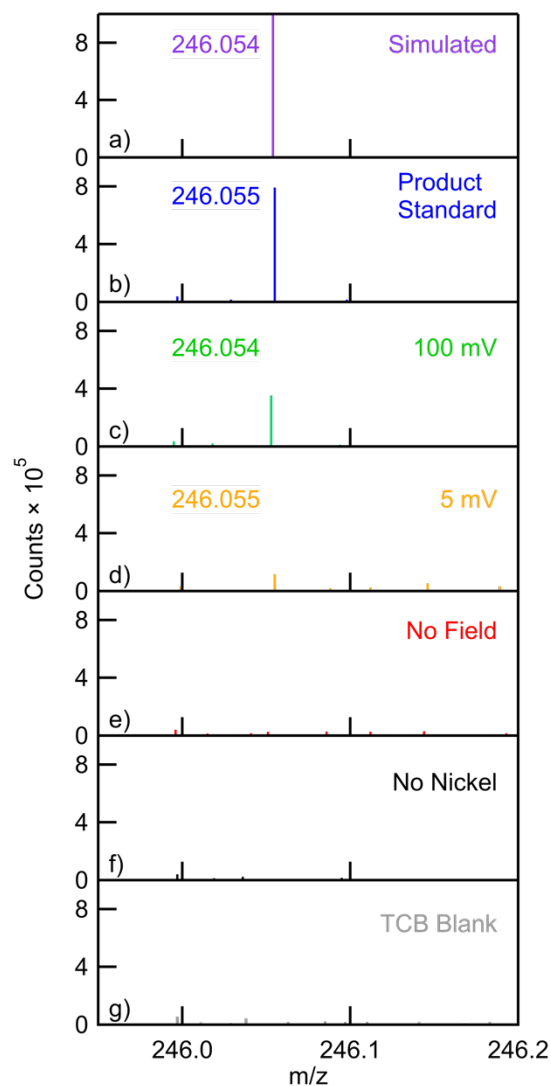 8
246.054
Simulated
4
a)
0
8
246.055
Product
Standard
4
b)
0
8
246.054
100 mV
4
c)
0
8
246.055
5 mV
4
d)
0
Counts × 10⁵
8
No Field
4
e)
0
8
No Nickel
4
f)
0
8
TCB Blank
4
g)
0
246.0 246.1 246.2
m/z